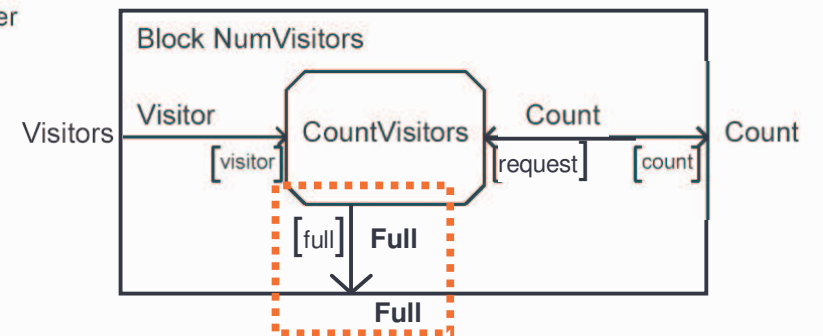 er
Block NumVisitors
Visitors
Visitor
[visitor]
CountVisitors
Count
[request]
[count]
Count
[full]
Full
Full